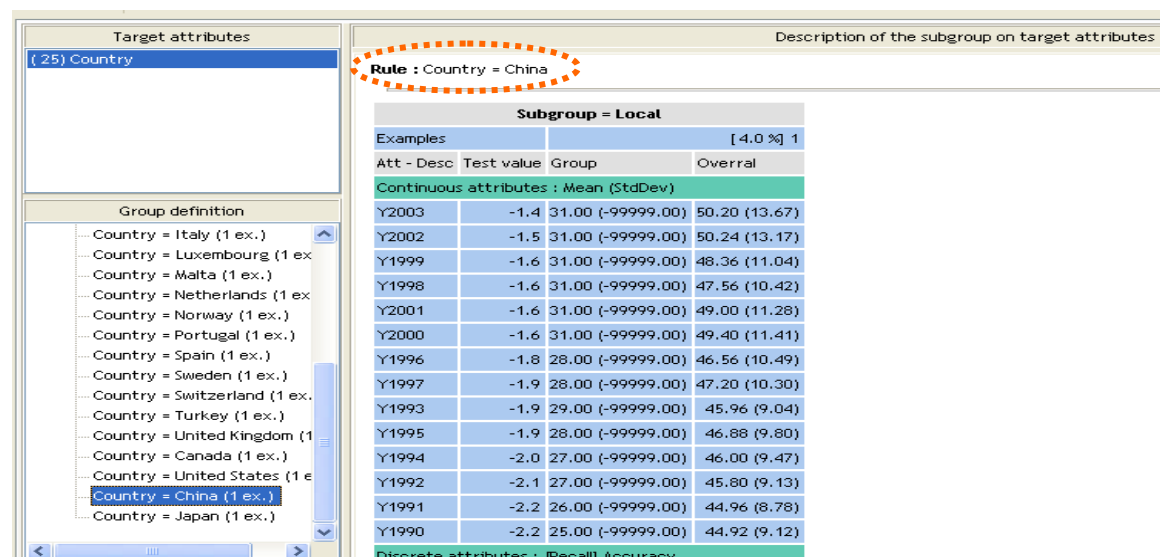 Target attributes
(25) Country
Group definition
Country = Italy (1 ex.)
Country = Luxembourg (1 ex
Country = Malta (1 ex.)
Country = Netherlands (1 ex
Country = Norway (1 ex.)
Country = Portugal (1 ex.)
Country = Spain (1 ex.)
Country = Sweden (1 ex.)
Country = Switzerland (1 ex.
Country = Turkey (1 ex.)
Country = United Kingdom (1
Country = Canada (1 ex.)
Country = United States (1 e
Country = China (1 ex.)
Country = Japan (1 ex.)
Description of the subgroup on target attributes
Rule : Country = China
Subgroup = Local
Examples [ 4.0 %] 1
Att - Desc Test value Group Overral
Continuous attributes : Mean (StdDev)
Y2003 -1.4 31.00 (-99999.00) 50.20 (13.67)
Y2002 -1.5 31.00 (-99999.00) 50.24 (13.17)
Y1999 -1.6 31.00 (-99999.00) 48.36 (11.04)
Y1998 -1.6 31.00 (-99999.00) 47.56 (10.42)
Y2001 -1.6 31.00 (-99999.00) 49.00 (11.28)
Y2000 -1.6 31.00 (-99999.00) 49.40 (11.41)
Y1996 -1.8 28.00 (-99999.00) 46.56 (10.49)
Y1997 -1.9 28.00 (-99999.00) 47.20 (10.30)
Y1993 -1.9 29.00 (-99999.00) 45.96 (9.04)
Y1995 -1.9 28.00 (-99999.00) 46.88 (9.80)
Y1994 -2.0 27.00 (-99999.00) 46.00 (9.47)
Y1992 -2.1 27.00 (-99999.00) 45.80 (9.13)
Y1991 -2.2 26.00 (-99999.00) 44.96 (8.78)
Y1990 -2.2 25.00 (-99999.00) 44.92 (9.12)
Discrete attributes : [Recall] Accuracy